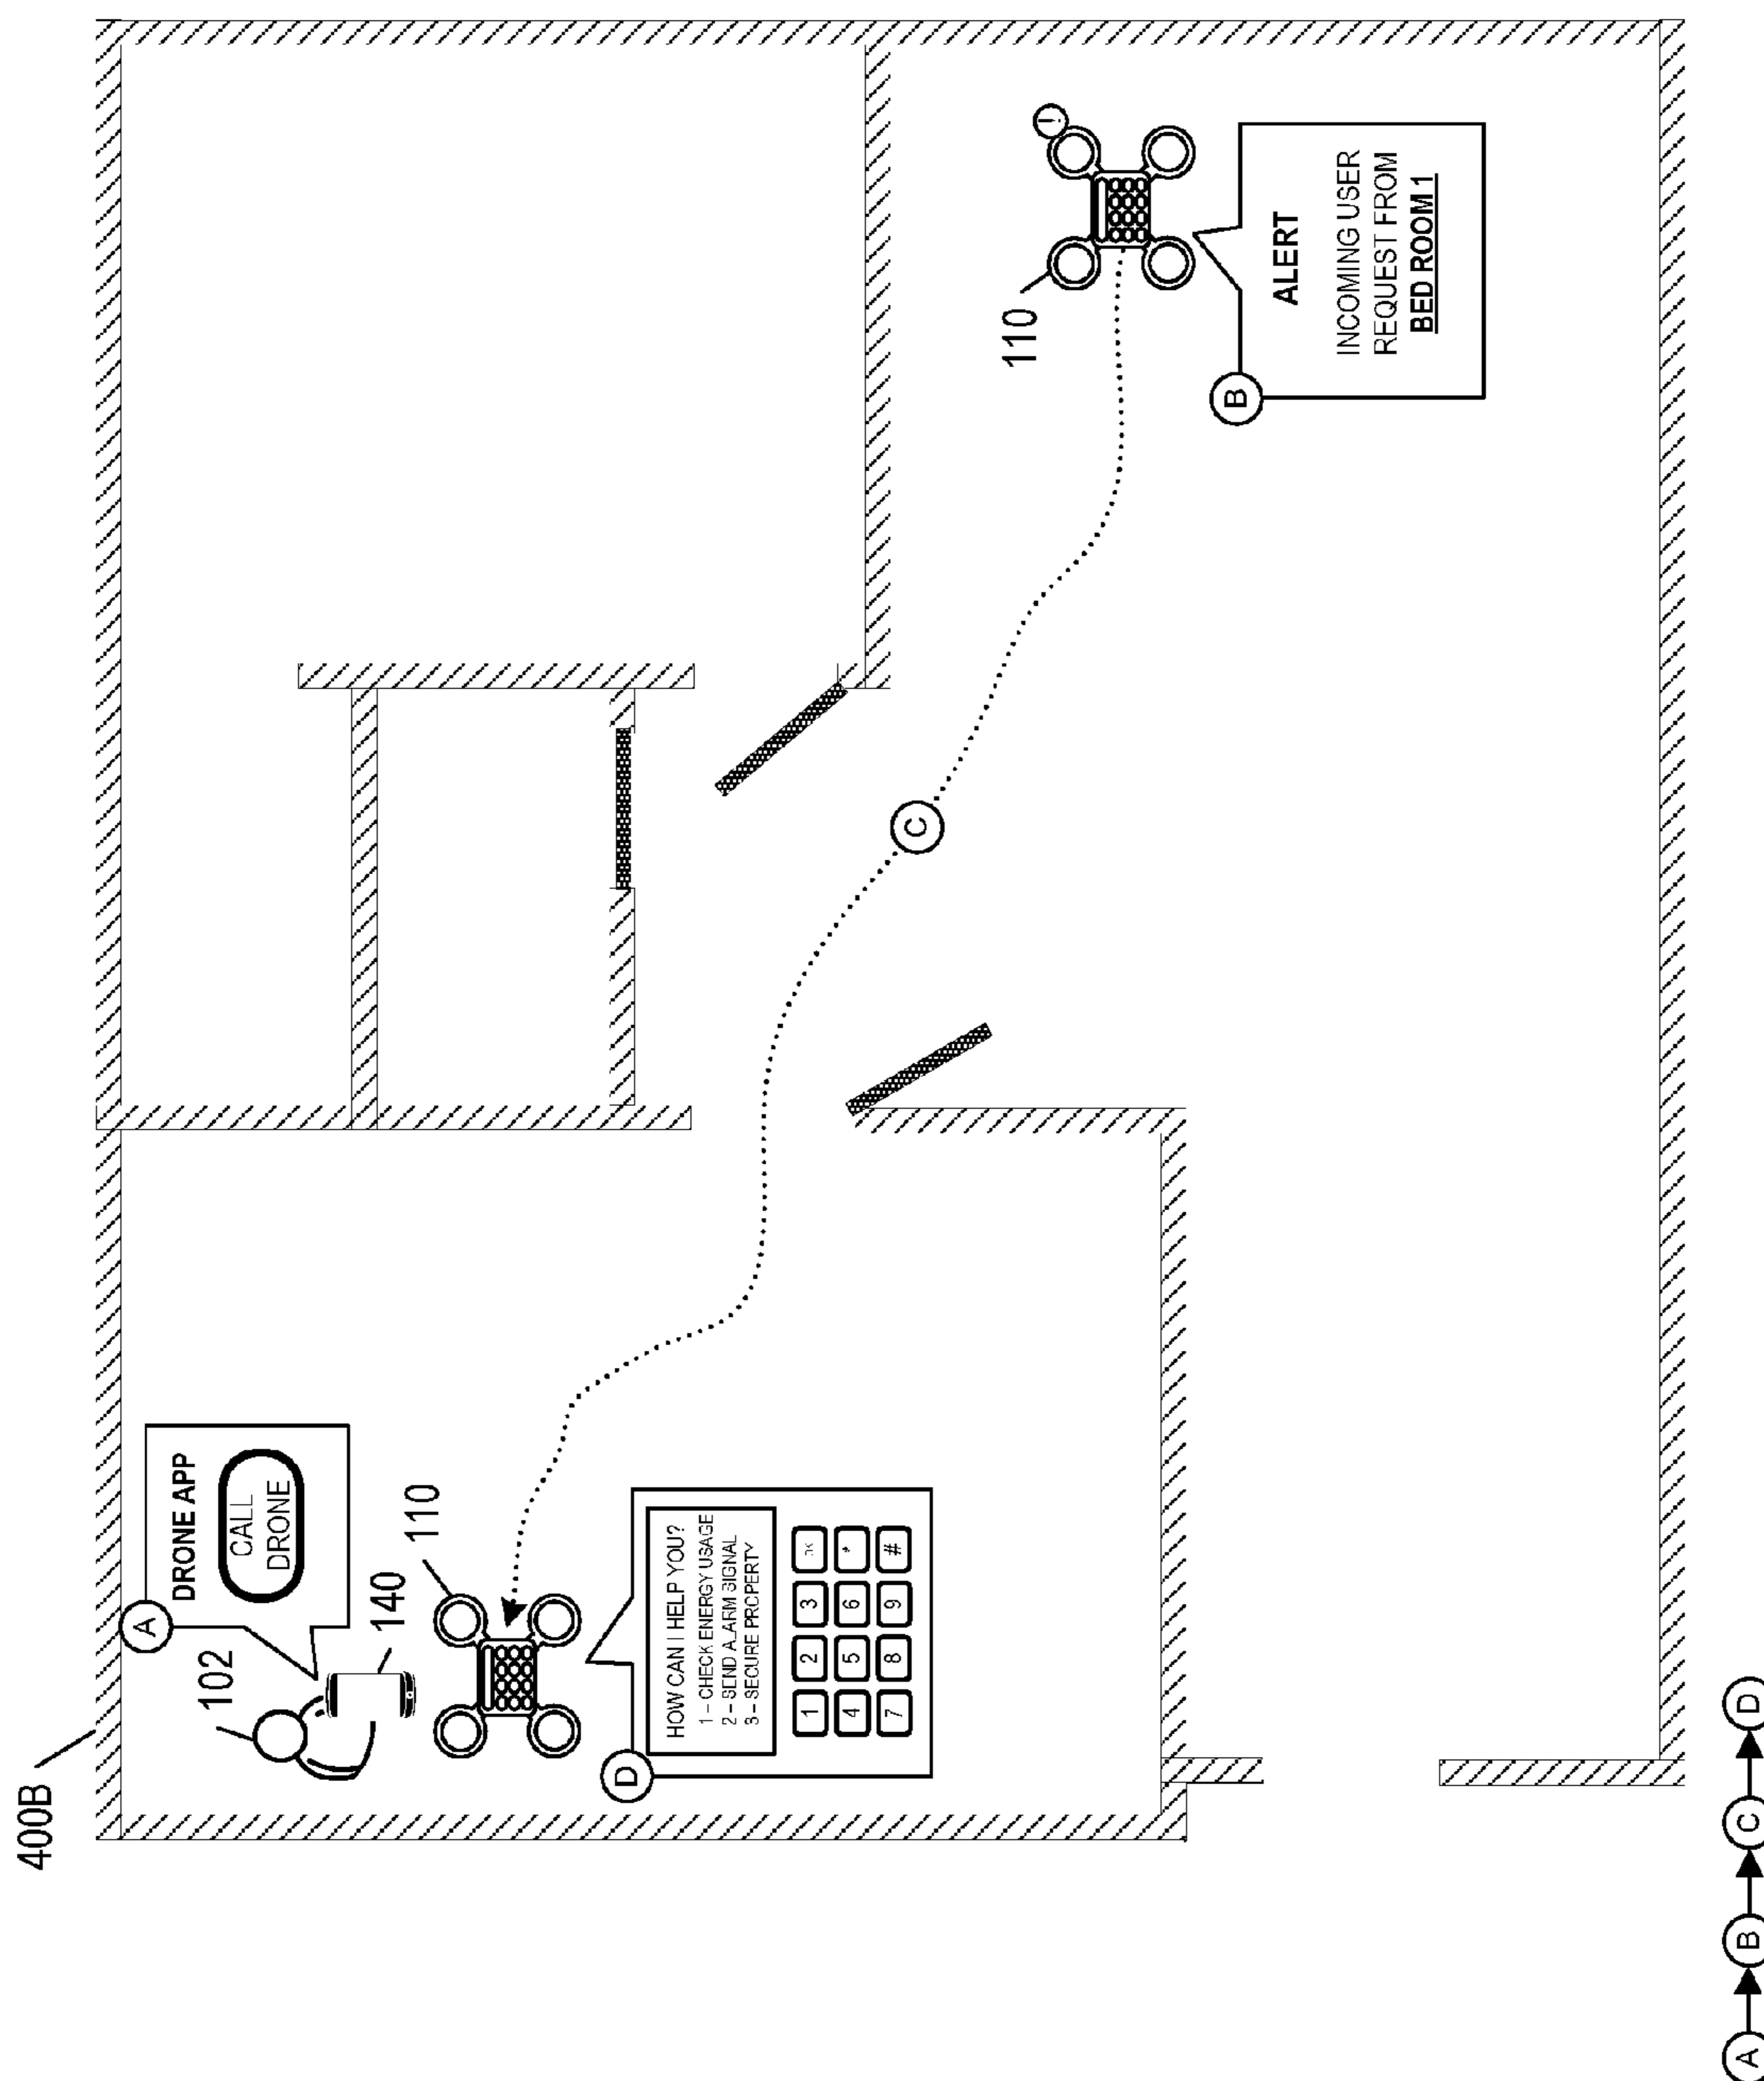 400B
A
DRONE APP
CALL
DRONE
102
140
110
D
HOW CAN I HELP YOU?
1 – CHECK ENERGY USAGE
2 – SEND ALARM SIGNAL
3 – SECURE PROPERTY
1 2 3
4 5 6 *
7 8 9 #
C
110
!
B
ALERT
INCOMING USER
REQUEST FROM
BED ROOM 1
A B C D